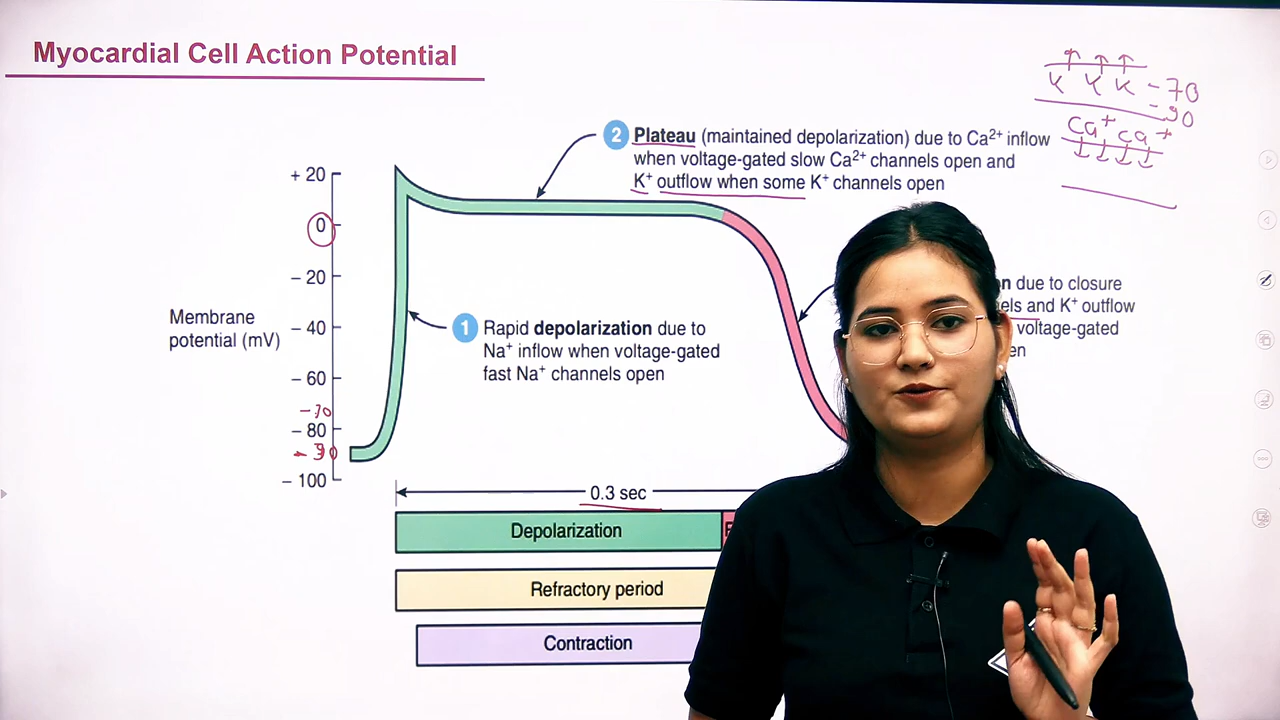 Myocardial Cell Action Potential
K K K - 70
- 90
Ca+ Ca+
2 Plateau (maintained depolarization) due to Ca2+ inflow
when voltage-gated slow Ca2+ channels open and
K+ outflow when some K+ channels open
+ 20
0
– 20
– 40
– 60
- 70
– 80
- 90
– 100
Membrane
potential (mV)
1 Rapid depolarization due to
Na+ inflow when voltage-gated
fast Na+ channels open
due to closure
and K+ outflow
voltage-gated
0.3 sec
Depolarization
Refractory period
Contraction